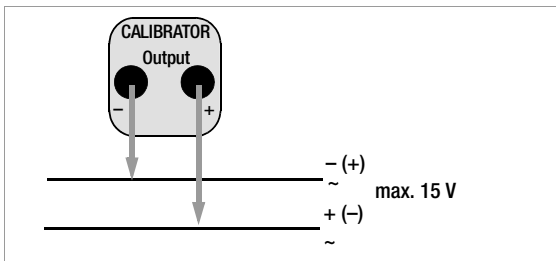 CALIBRATOR
Output
– +
– (+)
~
max. 15 V
+ (–)
~